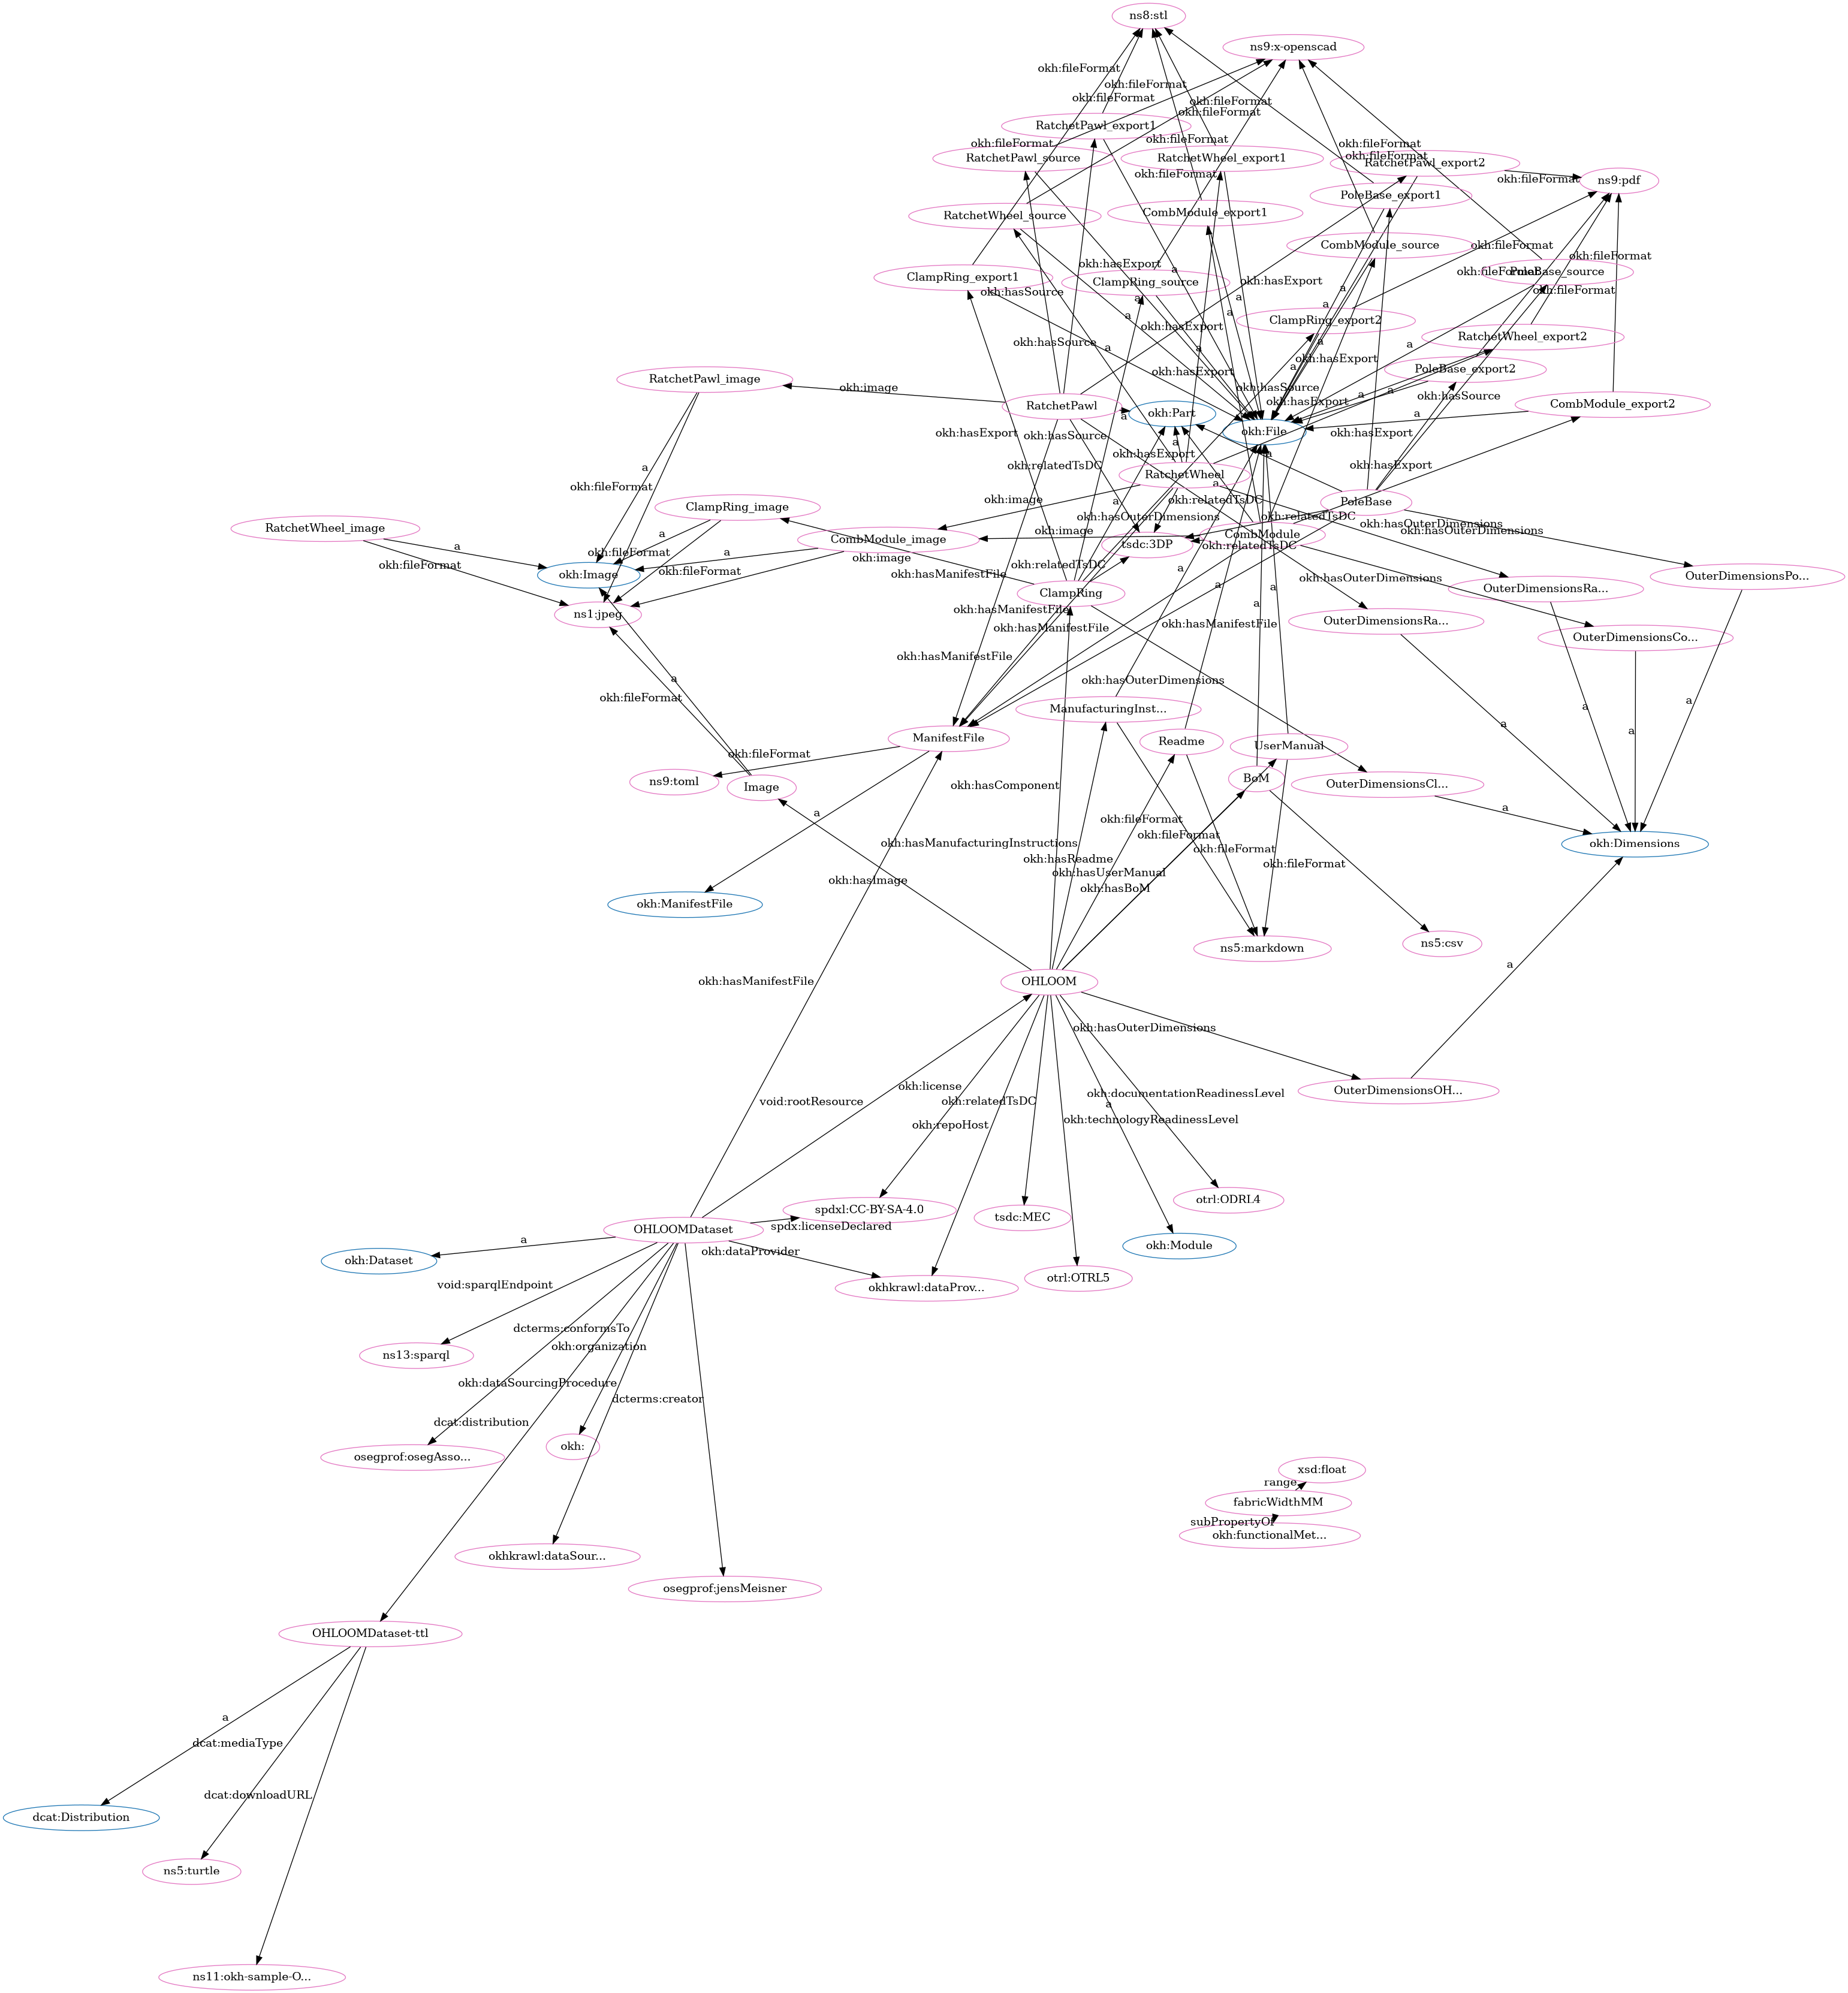 ns8:stl
ns9:x-openscad
okh:fileFormat
okh:fileFormat
okh:fileFormat
okh:fileFormat
okh:fileFormat
RatchetPawl_export1
okh:fileFormat
okh:fileFormat
okh:fileFormat
okh:fileFormat
RatchetPawl_source
RatchetWheel_export1
RatchetPawl_export2
okh:fileFormat
okh:fileFormat
ns9:pdf
PoleBase_export1
RatchetWheel_source
CombModule_export1
CombModule_source
okh:fileFormat
okh:fileFormat
okh:hasExport
a
okh:fileFormat
PoleBase_source
ClampRing_export1
ClampRing_source
okh:hasExport
a
okh:hasSource
okh:fileFormat
a
a
a
a
a
ClampRing_export2
okh:hasExport
RatchetWheel_export2
okh:hasSource
a
a
a
a
a
okh:hasExport
okh:hasExport
a
PoleBase_export2
RatchetPawl_image
okh:image
okh:hasSource
a
a
okh:hasSource
RatchetPawl
okh:Part
a
okh:hasExport
CombModule_export2
a
okh:File
okh:hasExport
okh:hasSource
a
okh:hasExport
okh:hasExport
a
okh:relatedTsDC
okh:hasExport
a
RatchetWheel
a
okh:fileFormat
okh:image
a
okh:relatedTsDC
PoleBase
ClampRing_image
okh:hasOuterDimensions
okh:relatedTsDC
okh:hasOuterDimensions
okh:hasOuterDimensions
RatchetWheel_image
a
okh:image
CombModule
CombModule_image
a
a
okh:fileFormat
okh:image
tsdc:3DP
okh:relatedTsDC
okh:fileFormat
okh:fileFormat
okh:relatedTsDC
a
okh:Image
okh:hasManifestFile
okh:hasOuterDimensions
OuterDimensionsPo...
a
a
a
OuterDimensionsRa...
ClampRing
ns1:jpeg
okh:hasManifestFile
okh:hasManifestFile
okh:hasManifestFile
OuterDimensionsRa...
OuterDimensionsCo...
okh:hasManifestFile
a
okh:hasOuterDimensions
okh:fileFormat
ManufacturingInst...
a
a
a
a
ManifestFile
Readme
UserManual
okh:fileFormat
ns9:toml
Image
okh:hasComponent
BoM
OuterDimensionsCl...
a
a
okh:fileFormat
okh:fileFormat
okh:hasManufacturingInstructions
okh:fileFormat
okh:Dimensions
okh:hasReadme
okh:fileFormat
okh:hasUserManual
okh:hasImage
okh:hasBoM
okh:ManifestFile
ns5:markdown
ns5:csv
a
okh:hasManifestFile
OHLOOM
okh:hasOuterDimensions
okh:license
okh:documentationReadinessLevel
OuterDimensionsOH...
void:rootResource
okh:relatedTsDC
a
okh:technologyReadinessLevel
okh:repoHost
otrl:ODRL4
spdxl:CC-BY-SA-4.0
tsdc:MEC
OHLOOMDataset
spdx:licenseDeclared
a
okh:dataProvider
okh:Module
okh:Dataset
otrl:OTRL5
void:sparqlEndpoint
okhkrawl:dataProv...
dcterms:conformsTo
okh:organization
ns13:sparql
okh:dataSourcingProcedure
dcterms:creator
dcat:distribution
okh:
osegprof:osegAsso...
xsd:float
range
fabricWidthMM
subPropertyOf
okh:functionalMet...
okhkrawl:dataSour...
osegprof:jensMeisner
OHLOOMDataset-ttl
a
dcat:mediaType
dcat:downloadURL
dcat:Distribution
ns5:turtle
ns11:okh-sample-O...